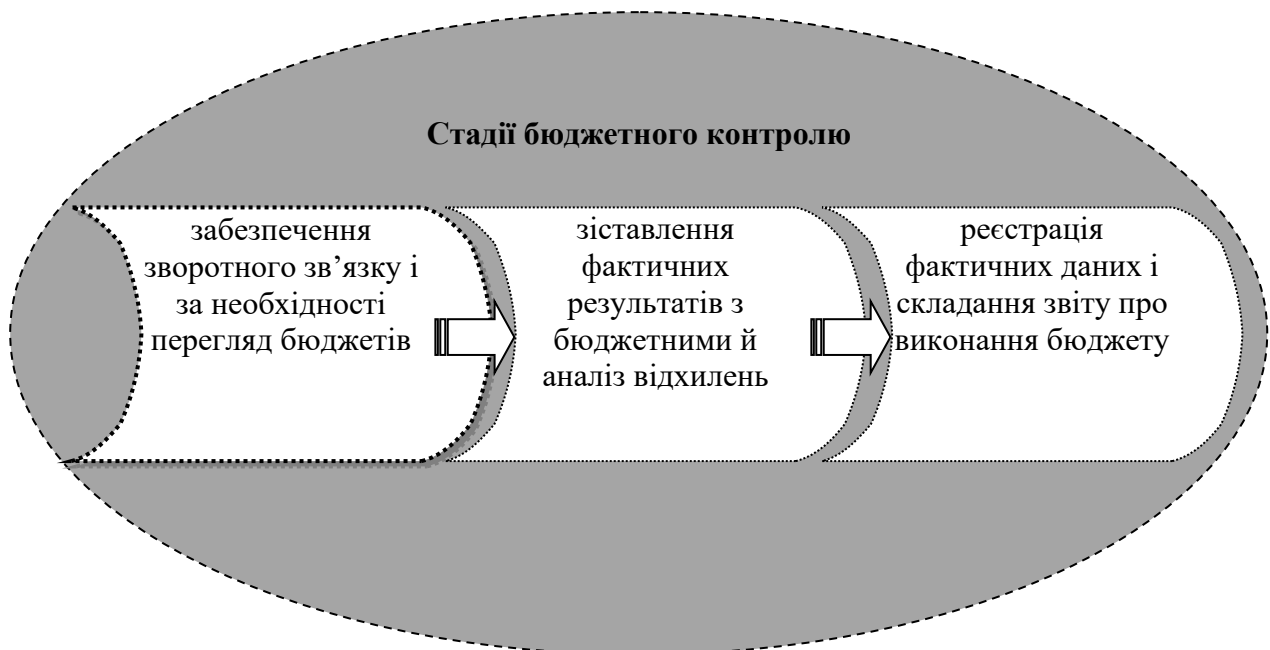 Стадії бюджетного контролю
забезпечення
зворотного зв’язку і
за необхідності
перегляд бюджетів
зіставлення
фактичних
результатів з
бюджетними й
аналіз відхилень
реєстрація
фактичних даних і
складання звіту про
виконання бюджету